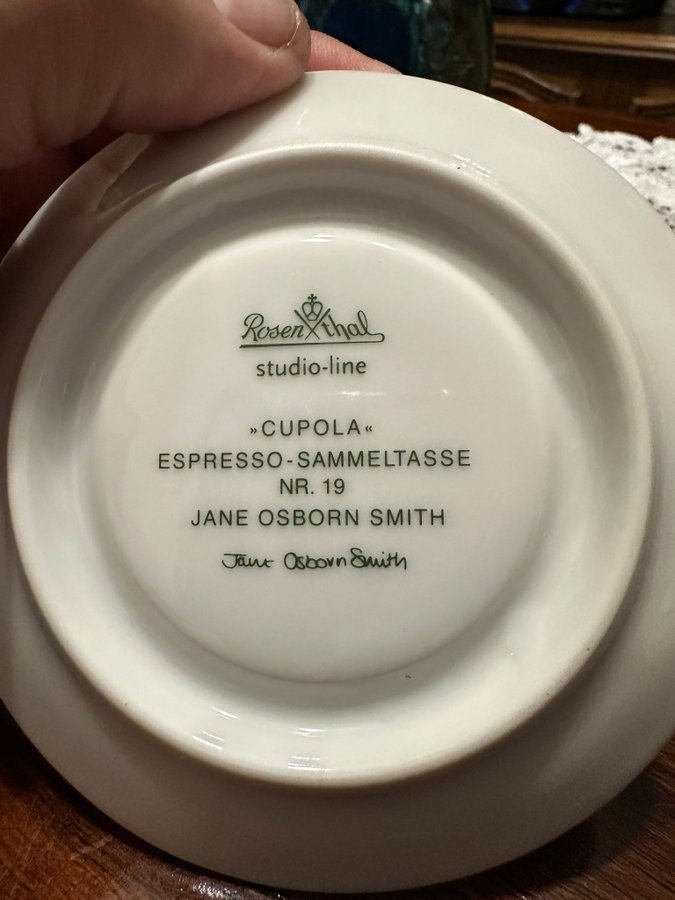 Rosenthal
studio-line
»CUPOLA«
ESPRESSO-SAMMELTASSE
NR. 19
JANE OSBORN SMITH
Jane Osborn Smith